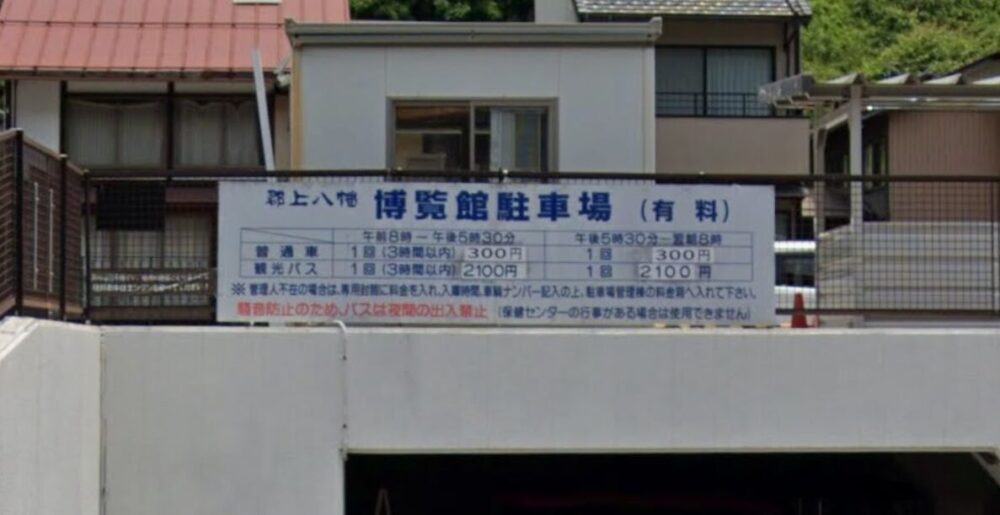 郡上八幡 博覧館駐車場 (有料)
午前8時－午後5時30分 午後5時30分－翌朝8時
普通車 1回(3時間以内) 300円 1回 300円
観光バス 1回(3時間以内) 2100円 1回 2100円
※管理人不在の場合は、専用封筒に料金を入れ、入庫時間、車輌ナンバー記入の上、駐車場管理棟の料金箱へ入れて下さい。
騒音防止のため、バスは夜間の出入禁止 (保健センターの行事がある場合は使用できません)